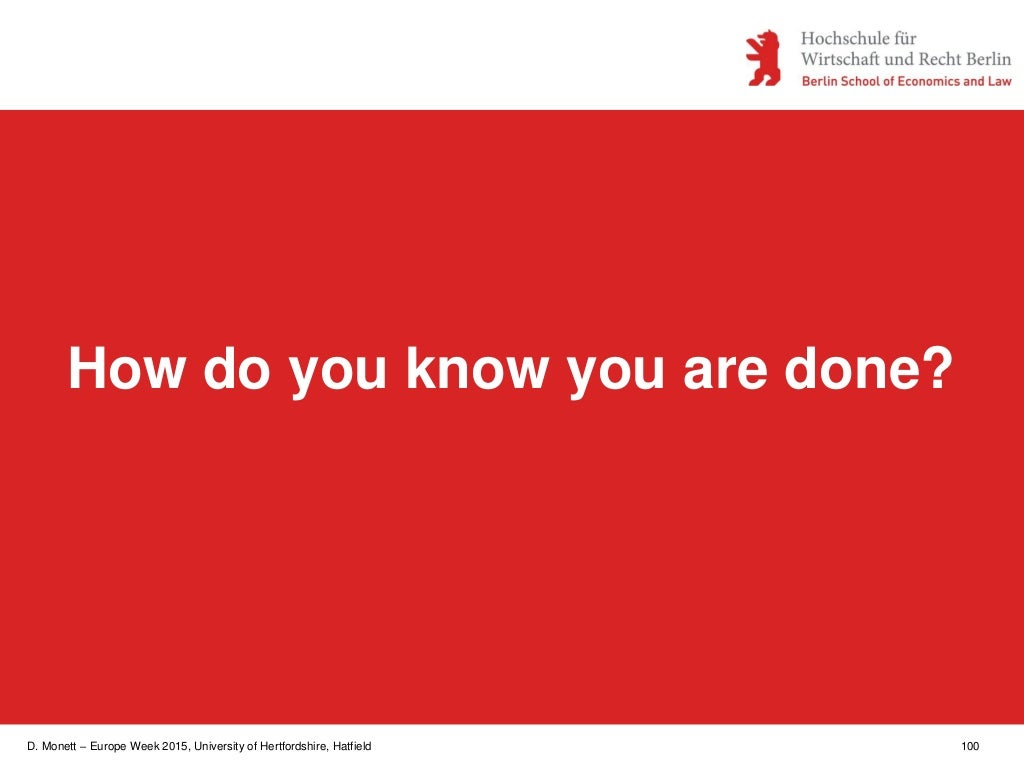 Hochschule für
Wirtschaft und Recht Berlin
Berlin School of Economics and Law
How do you know you are done?
D. Monett – Europe Week 2015, University of Hertfordshire, Hatfield
100